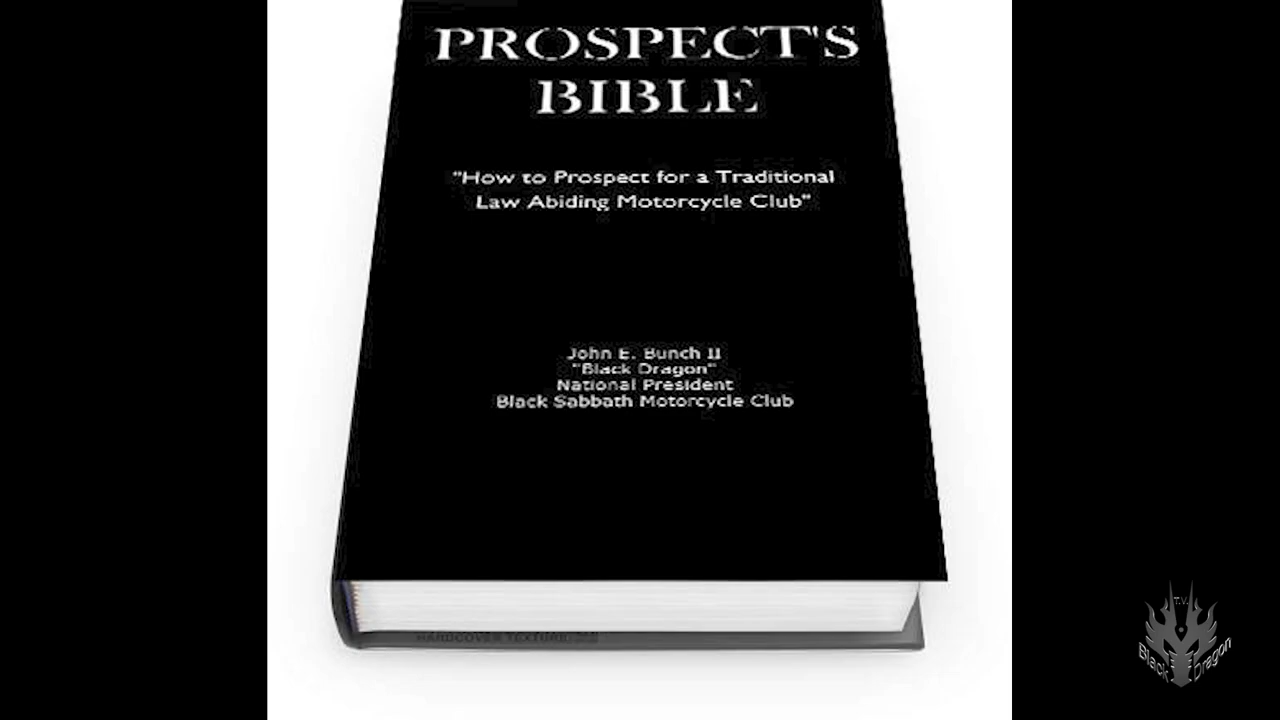 PROSPECT'S
BIBLE
"How to Prospect for a Traditional
Law Abiding Motorcycle Club"
John E. Bunch II
"Black Dragon"
National President
Black Sabbath Motorcycle Club
HARDCOVER TEXTURE
T.V.
Black Dragon